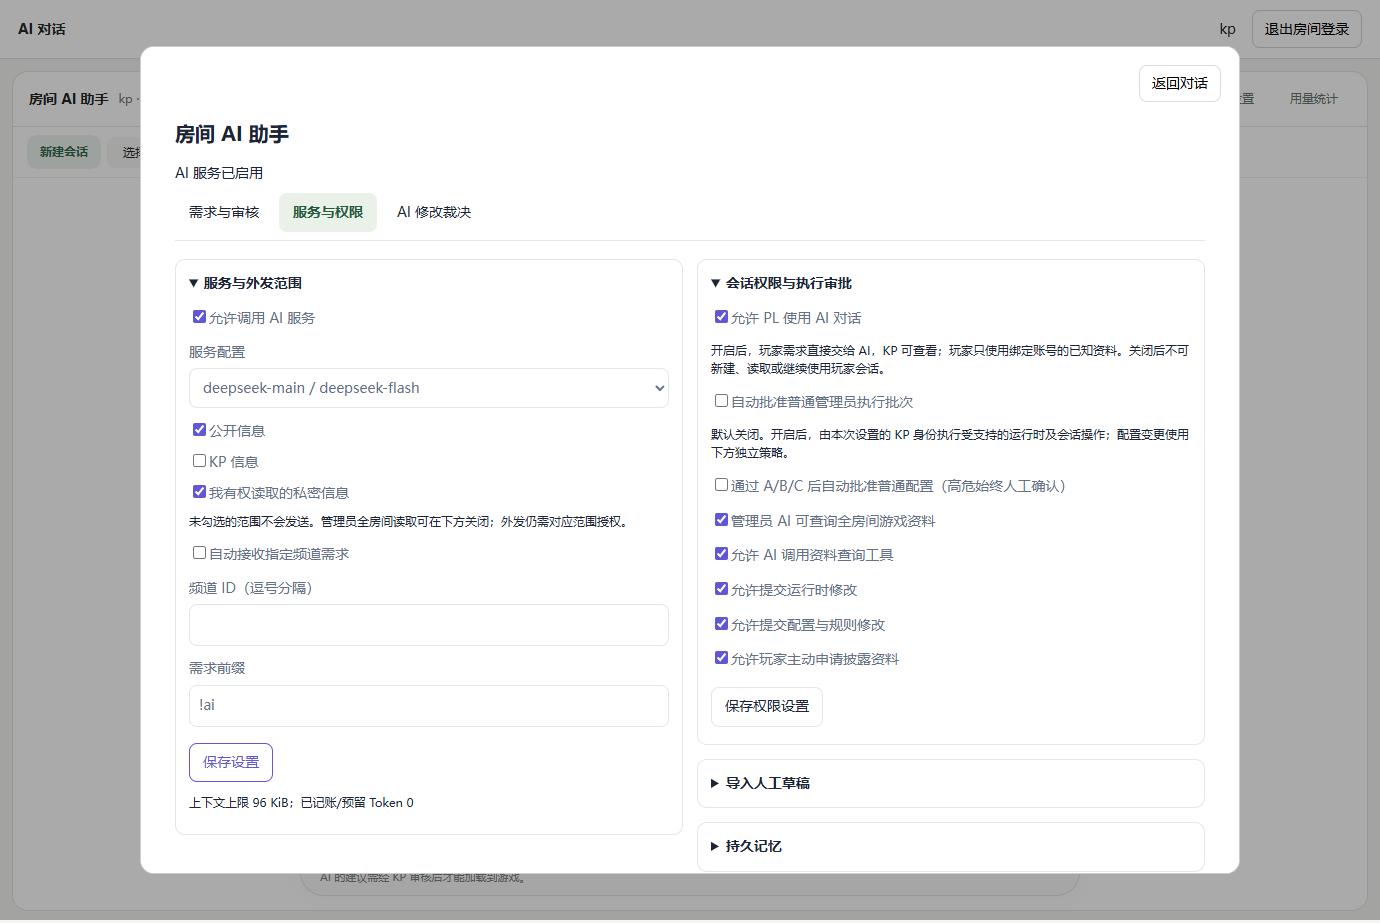 AI 对话
kp
退出房间登录
房间 AI 助手
kp ·
置
用量统计
新建会话
返回对话
房间 AI 助手
AI 服务已启用
需求与审核
服务与权限
AI 修改裁决
▼ 服务与外发范围
允许调用 AI 服务
服务配置
deepseek-main / deepseek-flash
公开信息
KP 信息
我有权读取的私密信息
未勾选的范围不会发送。管理员全房间读取可在下方关闭；外发仍需对应范围授权。
自动接收指定频道需求
频道 ID（逗号分隔）
需求前缀
!ai
保存设置
上下文上限 96 KiB；已记账/预留 Token 0
▼ 会话权限与执行审批
允许 PL 使用 AI 对话
开启后，玩家需求直接交给 AI，KP 可查看；玩家只使用绑定账号的已知资料。关闭后不可
新建、读取或继续使用玩家会话。
自动批准普通管理员执行批次
默认关闭。开启后，由本次设置的 KP 身份执行受支持的运行时及会话操作；配置变更使用
下方独立策略。
通过 A/B/C 后自动批准普通配置（高危始终人工确认）
管理员 AI 可查询全房间游戏资料
允许 AI 调用资料查询工具
允许提交运行时修改
允许提交配置与规则修改
允许玩家主动申请披露资料
保存权限设置
▶ 导入人工草稿
▶ 持久记忆
AI 的建议需经 KP 审核后才能加载到游戏。